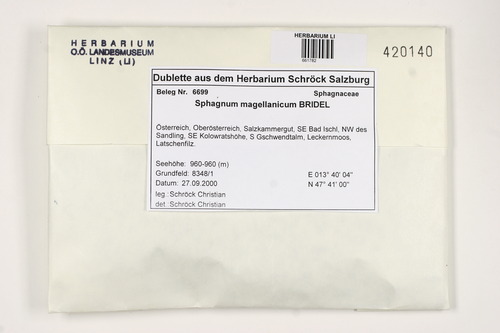 HERBARIUM
O.Ö. LANDESMUSEUM
LINZ (LI)
HERBARIUM LI
420140
Dublette aus dem Herbarium Schröck Salzburg
Beleg Nr. 6699 Sphagnaceae
Sphagnum magellanicum BRIDEL
Österreich, Oberösterreich, Salzkammergut, SE Bad Ischl, NW des
Sandling, SE Kolowratshöhe, S Gschwendtalm, Leckernmoos,
Latschenfilz.
Seehöhe: 960-960 (m)
Grundfeld: 8348/1 E 013° 40' 04"
Datum: 27.09.2000 N 47° 41' 00"
leg: Schröck Christian
det: Schröck Christian